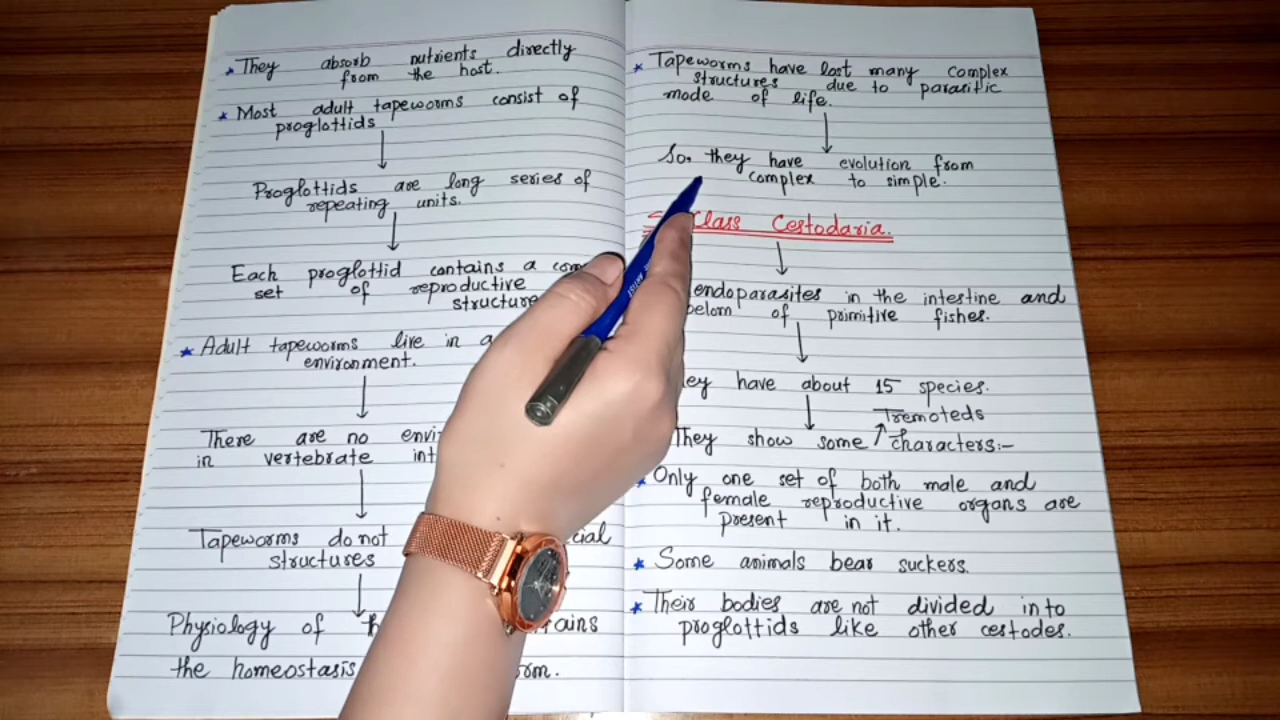 * They absorb nutrients directly
from the host.
* Most adult tapeworms consist of
proglottids
Proglottids are long series of
repeating units.
Each proglottid contains a
set of reproductive
structure
* Adult tapeworms live in a
environment.
There are no
in vertebrate
Tapeworms do not
structures
Physiology of
the homeostasis
* Tapeworms have lost many complex
structures due to parasitic
mode of life.
So, they have evolution from
complex to simple.
Class Cestodaria.
endoparasites in the intestine and
of primitive fishes.
have about 15 species.
Tremoteds
They show some characters:-
* Only one set of both male and
female reproductive organs are
present in it.
* Some animals bear suckers.
* Their bodies are not divided into
proglottids like other cestodes.